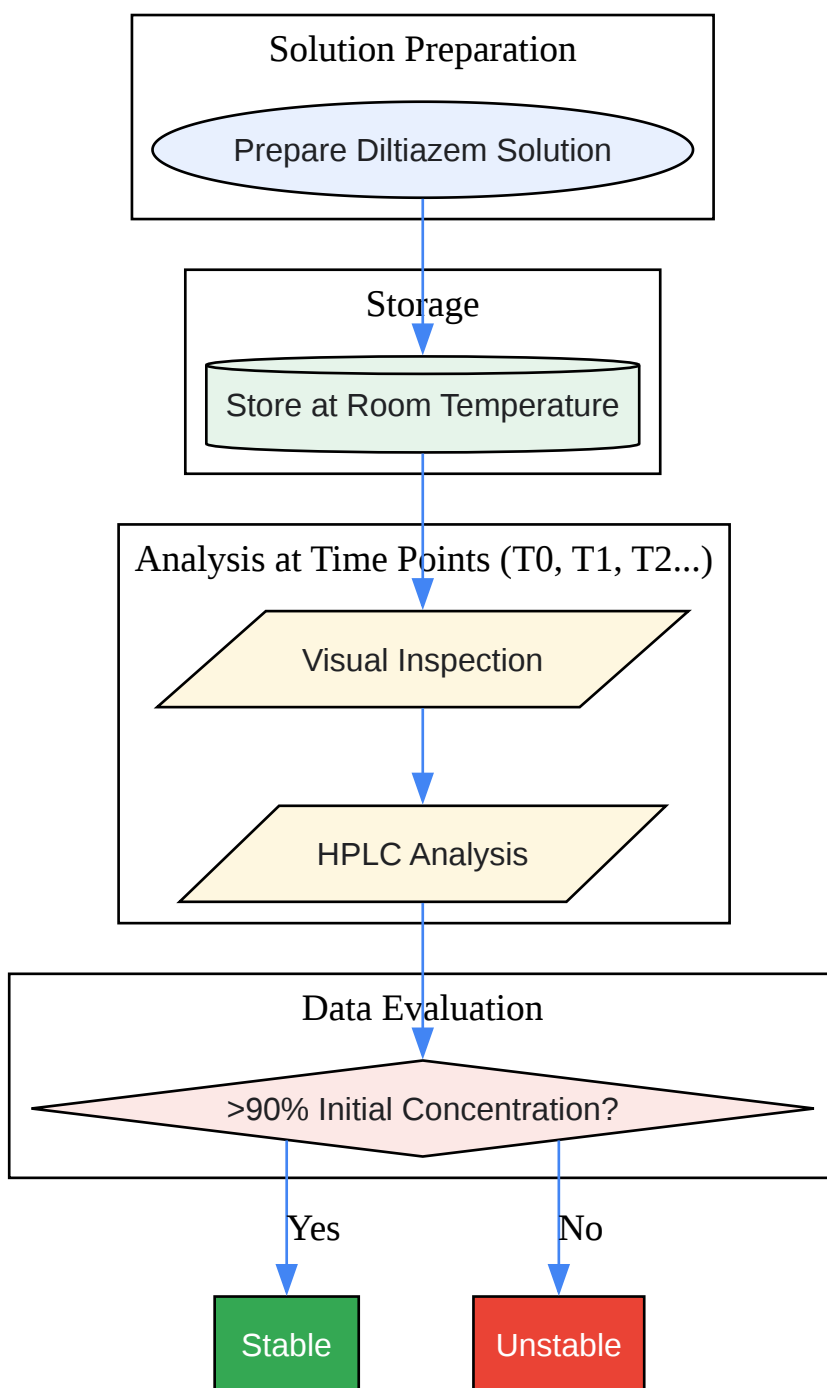 Solution Preparation
Prepare Diltiazem Solution
Storage
Store at Room Temperature
Analysis at Time Points (T0, T1, T2...)
Visual Inspection
HPLC Analysis
Data Evaluation
>90% Initial Concentration?
Yes
No
Stable
Unstable